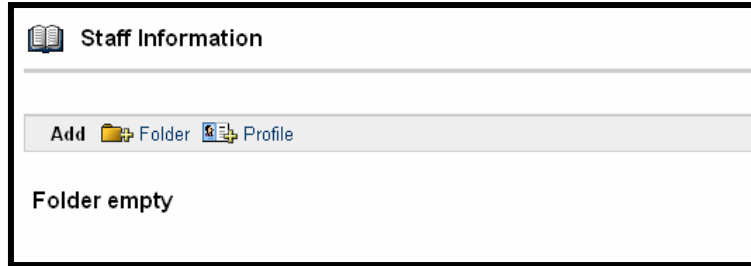 Staff Information
Add Folder Profile
Folder empty